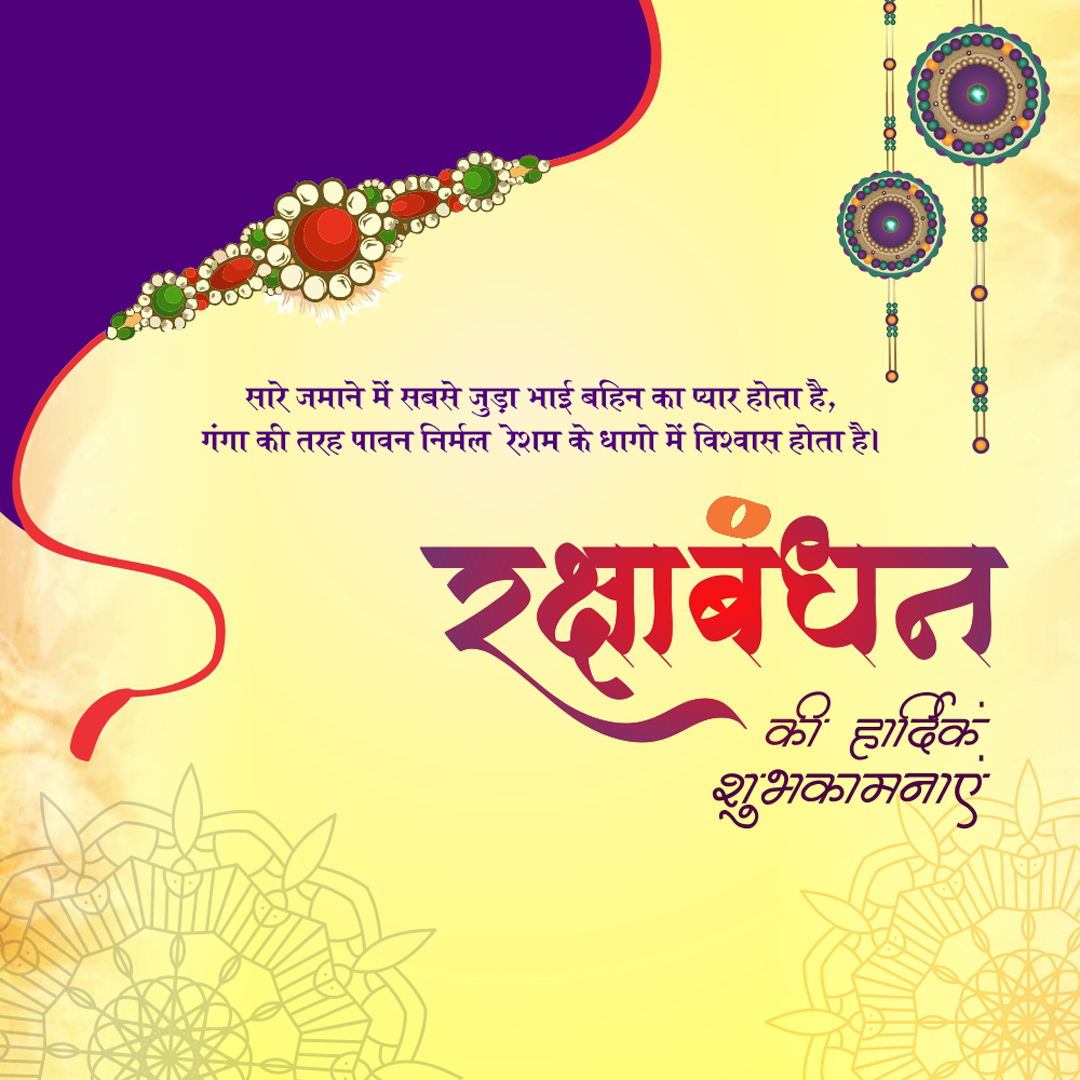 सारे जमाने में सबसे जुड़ा भाई बहिन का प्यार होता है,
गंगा की तरह पावन निर्मल रेशम के धागो में विश्वास होता है।
रक्षाबंधन
की हार्दिकं
शुभकामनाएं